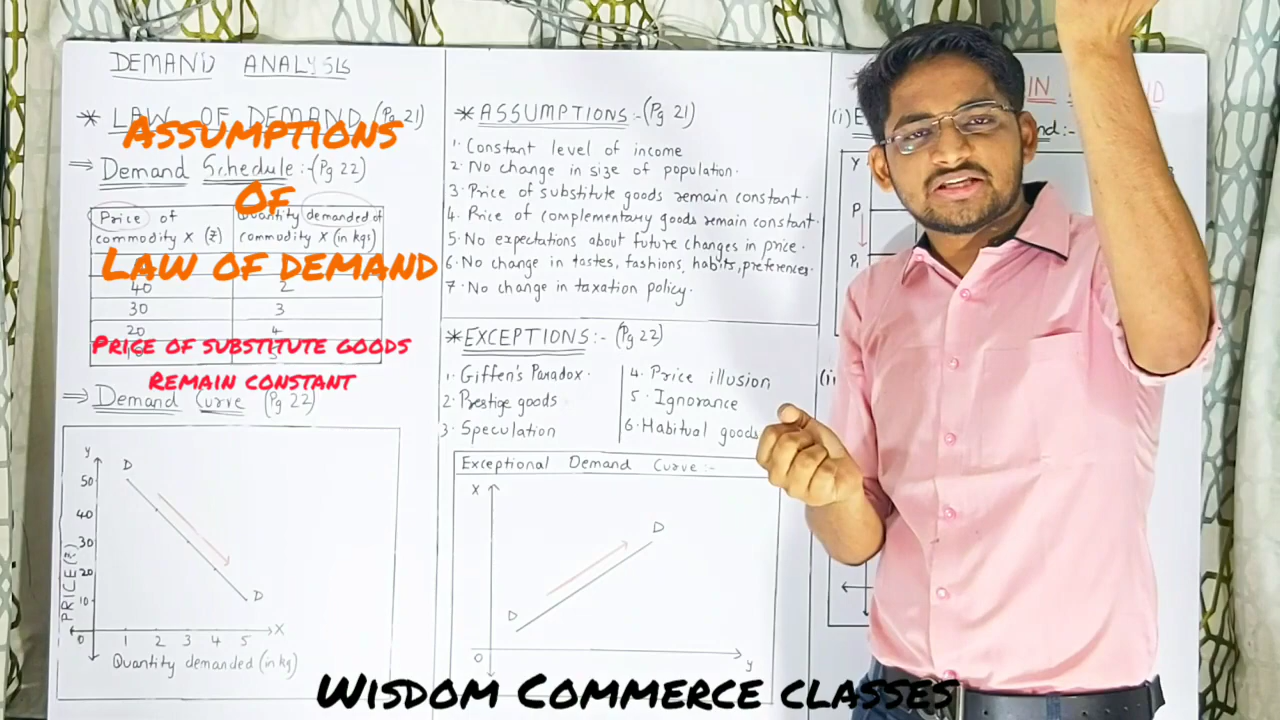 DEMAND ANALYSIS
* LAW OF DEMAND (Pg 21)
⇒ Demand Schedule :-(Pg 22)
Price of commodity X (₹)
Quantity demanded of commodity X (in kgs)
40 2
30 3
20 4
⇒ Demand Curve (Pg 22)
y
D
50
40
30
20
10
0
1 2 3 4 5
X
D
PRICE(₹)
Quantity demanded (in kg)
Assumptions
Of
Law of demand
Price of substitute goods
Remain constant
* ASSUMPTIONS :-(Pg 21)
1. Constant level of income
2. No change in size of population.
3. Price of substitute goods remain constant.
4. Price of complementary goods remain constant.
5. No expectations about future changes in price.
6. No change in tastes, fashions, habits, preferences.
7. No change in taxation policy.
* EXCEPTIONS :- (Pg 22)
1. Giffen's Paradox.
2. Prestige goods
3. Speculation
4. Price illusion
5. Ignorance
6. Habitual goods
Exceptional Demand Curve :-
X
D
D
0
y
IN
(i)
Y
P
P1
(ii
Wisdom Commerce classes